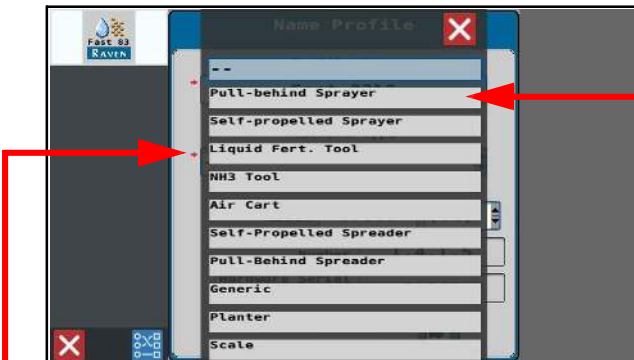 Name Profile
Fast 83
RAVEN
--
Pull-behind Sprayer
Self-propelled Sprayer
Liquid Fert. Tool
NH3 Tool
Air Cart
Self-Propelled Spreader
Pull-Behind Spreader
Generic
Planter
Scale